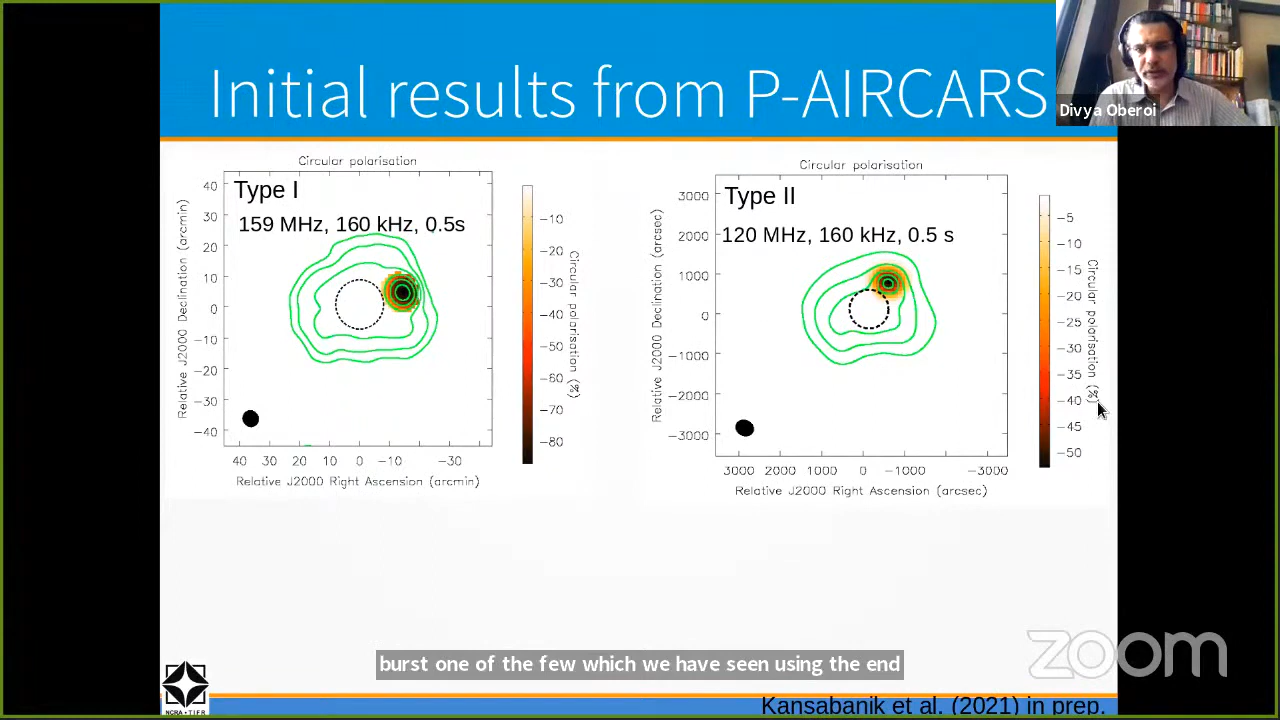 Initial results from P-AIRCARS
Divya Oberoi
Circular polarisation
Type I
159 MHz, 160 kHz, 0.5s
40
30
20
10
0
−10
−20
−30
−40
Relative J2000 Declination (arcmin)
40 30 20 10 0 −10 −30
Relative J2000 Right Ascension (arcmin)
−10
−20
−30
−40
−50
−60
−70
−80
Circular polarisation (%)
Circular polarisation
Type II
120 MHz, 160 kHz, 0.5 s
3000
2000
1000
0
−1000
−2000
−3000
Relative J2000 Declination (arcsec)
3000 2000 1000 0 −1000 −3000
Relative J2000 Right Ascension (arcsec)
−5
−10
−15
−20
−25
−30
−35
−40
−45
−50
Circular polarisation (%)
burst one of the few which we have seen using the end
zoom
NCRA • TIFR
Kansabanik et al. (2021) in prep.